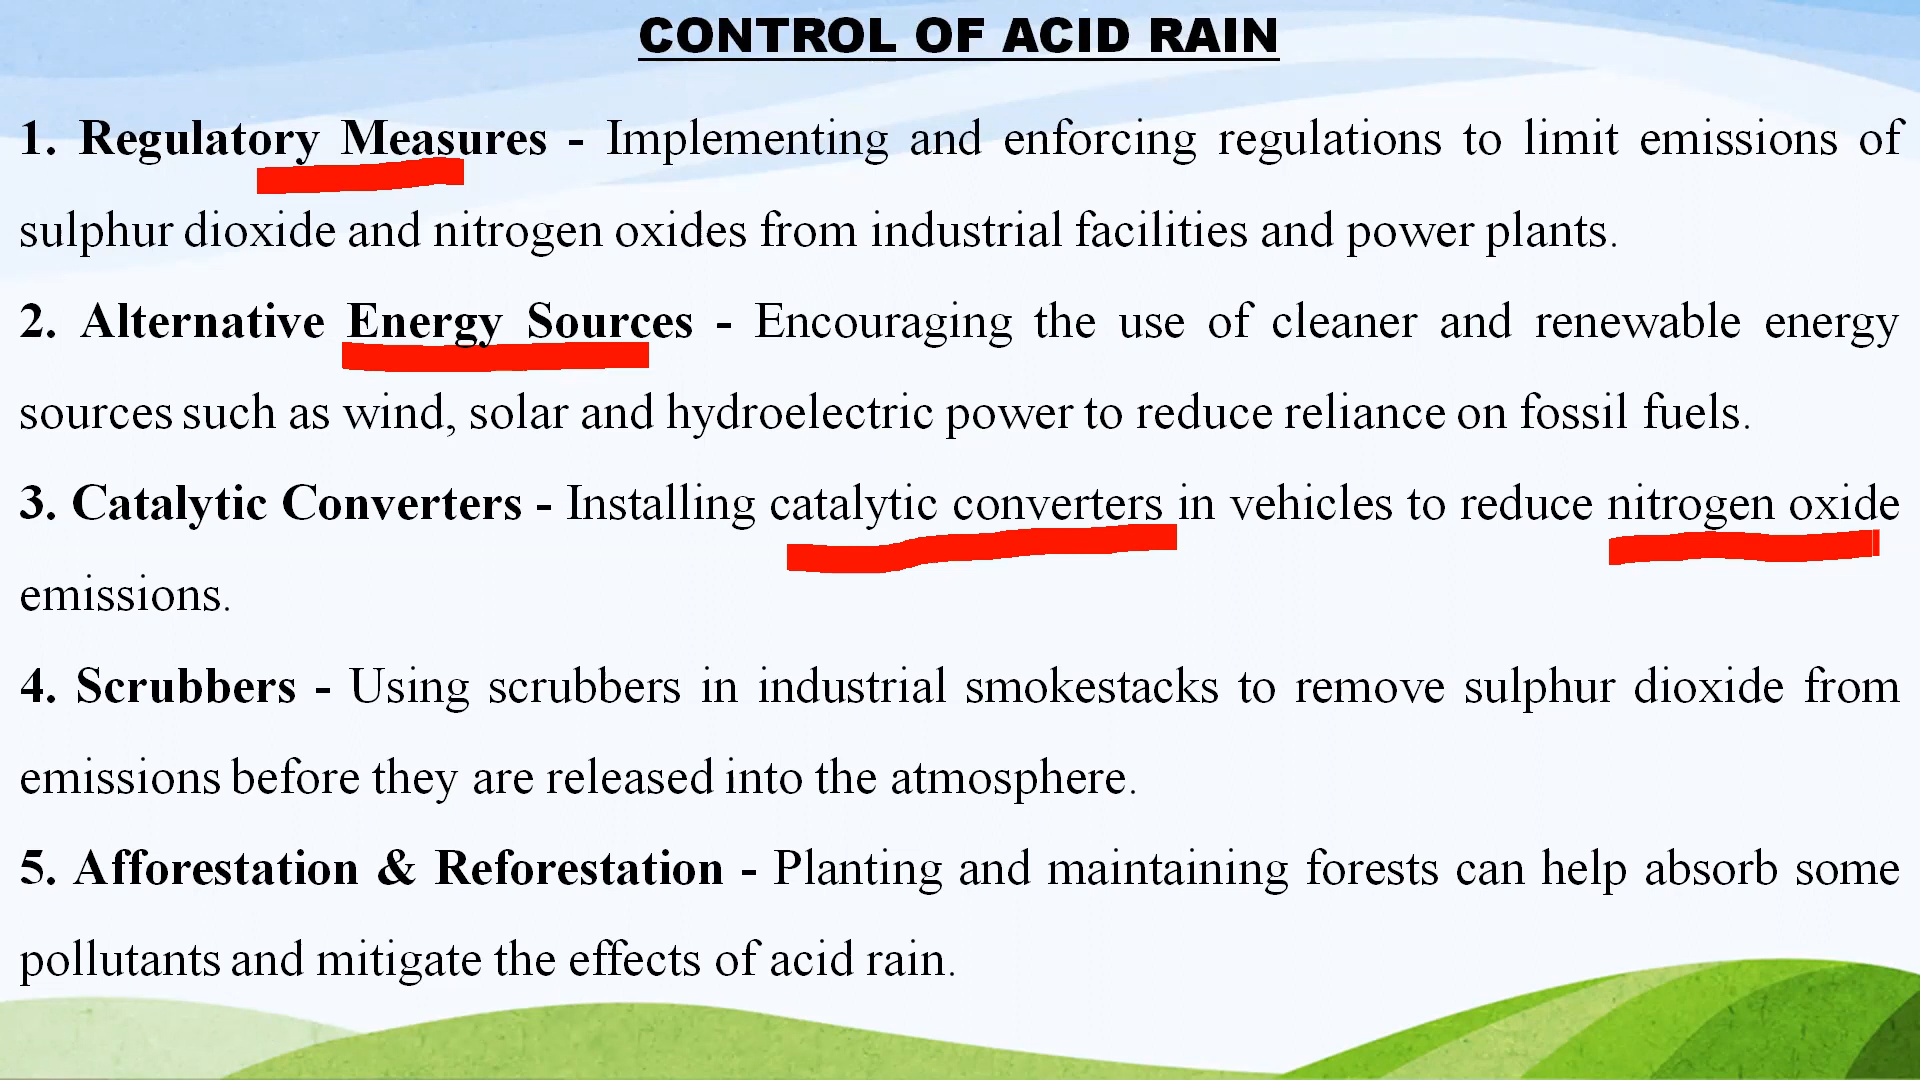 CONTROL OF ACID RAIN
1. Regulatory Measures - Implementing and enforcing regulations to limit emissions of
sulphur dioxide and nitrogen oxides from industrial facilities and power plants.
2. Alternative Energy Sources - Encouraging the use of cleaner and renewable energy
sources such as wind, solar and hydroelectric power to reduce reliance on fossil fuels.
3. Catalytic Converters - Installing catalytic converters in vehicles to reduce nitrogen oxide
emissions.
4. Scrubbers - Using scrubbers in industrial smokestacks to remove sulphur dioxide from
emissions before they are released into the atmosphere.
5. Afforestation & Reforestation - Planting and maintaining forests can help absorb some
pollutants and mitigate the effects of acid rain.